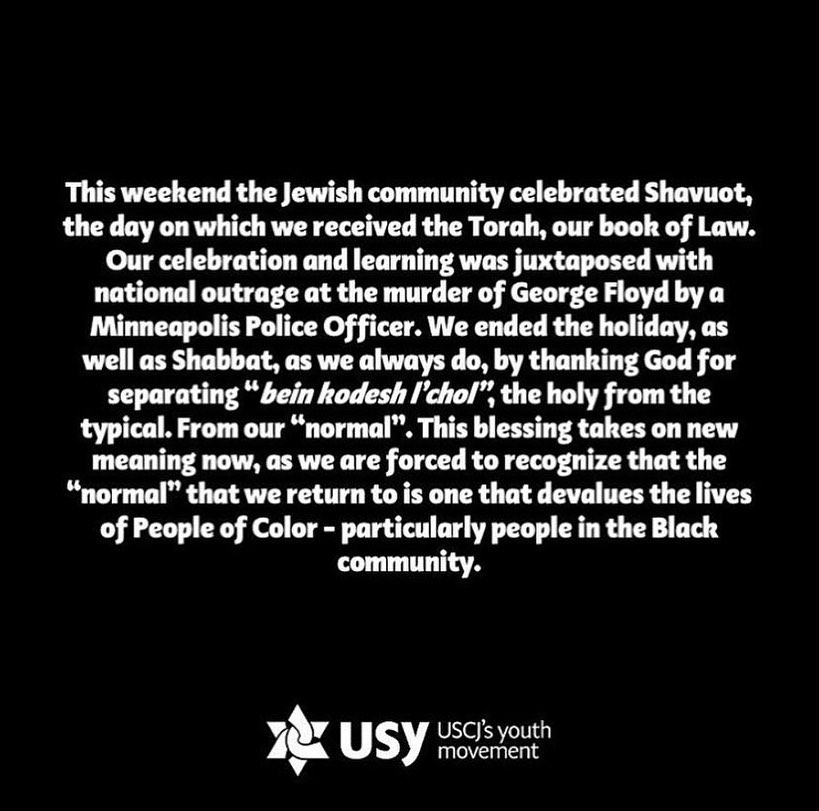 This weekend the Jewish community celebrated Shavuot,
the day on which we received the Torah, our book of Law.
Our celebration and learning was juxtaposed with
national outrage at the murder of George Floyd by a
Minneapolis Police Officer. We ended the holiday, as
well as Shabbat, as we always do, by thanking God for
separating “bein kodesh l’chol”, the holy from the
typical. From our “normal”. This blessing takes on new
meaning now, as we are forced to recognize that the
“normal” that we return to is one that devalues the lives
of People of Color – particularly people in the Black
community.
USY USCJ’s youth
movement